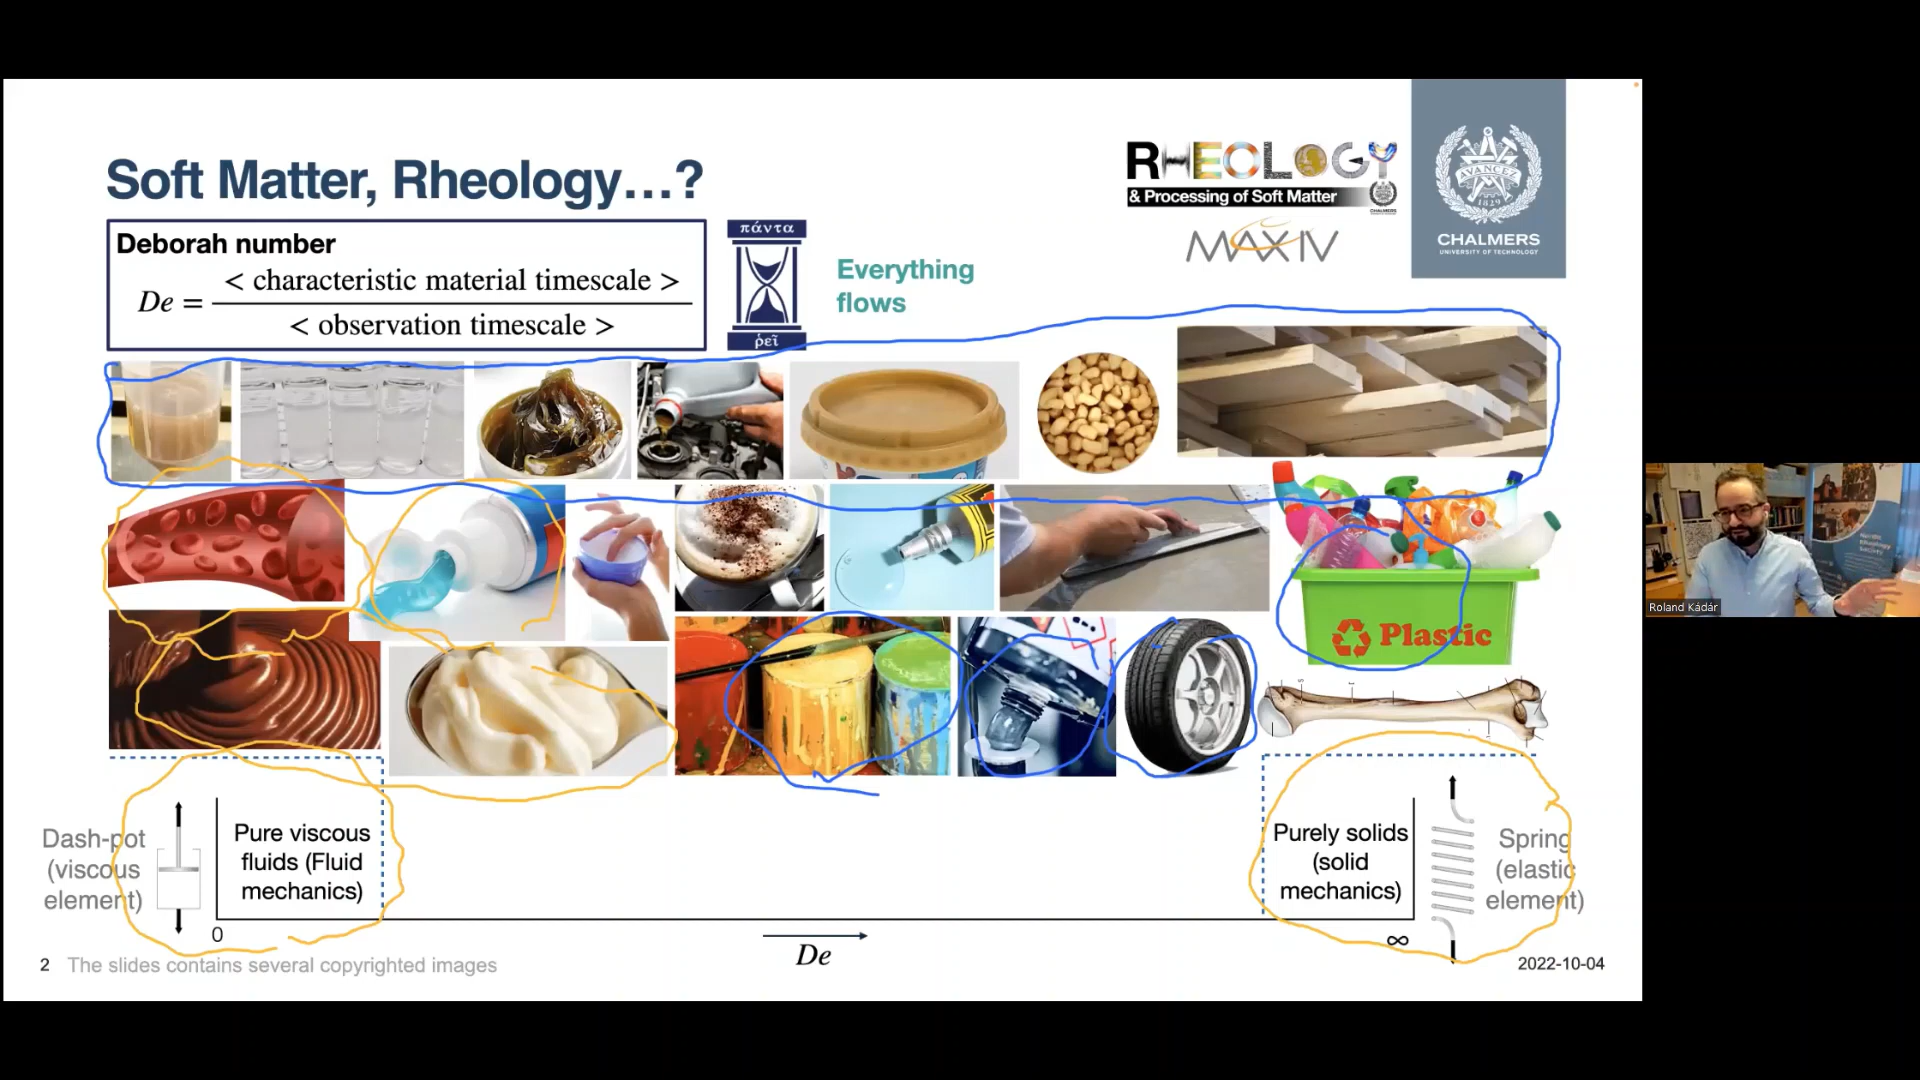 Soft Matter, Rheology...?
RHEOLOGY
& Processing of Soft Matter
CHALMERS
MAX IV
AVANCEZ
1829
CHALMERS
UNIVERSITY OF TECHNOLOGY
Deborah number
De = < characteristic material timescale >
< observation timescale >
πάντα
ῥεῖ
Everything
flows
Plastic
Roland Kádár
Dash-pot
(viscous
element)
Pure viscous
fluids (Fluid
mechanics)
Purely solids
(solid
mechanics)
Spring
(elastic
element)
0
∞
De
2 The slides contains several copyrighted images
2022-10-04